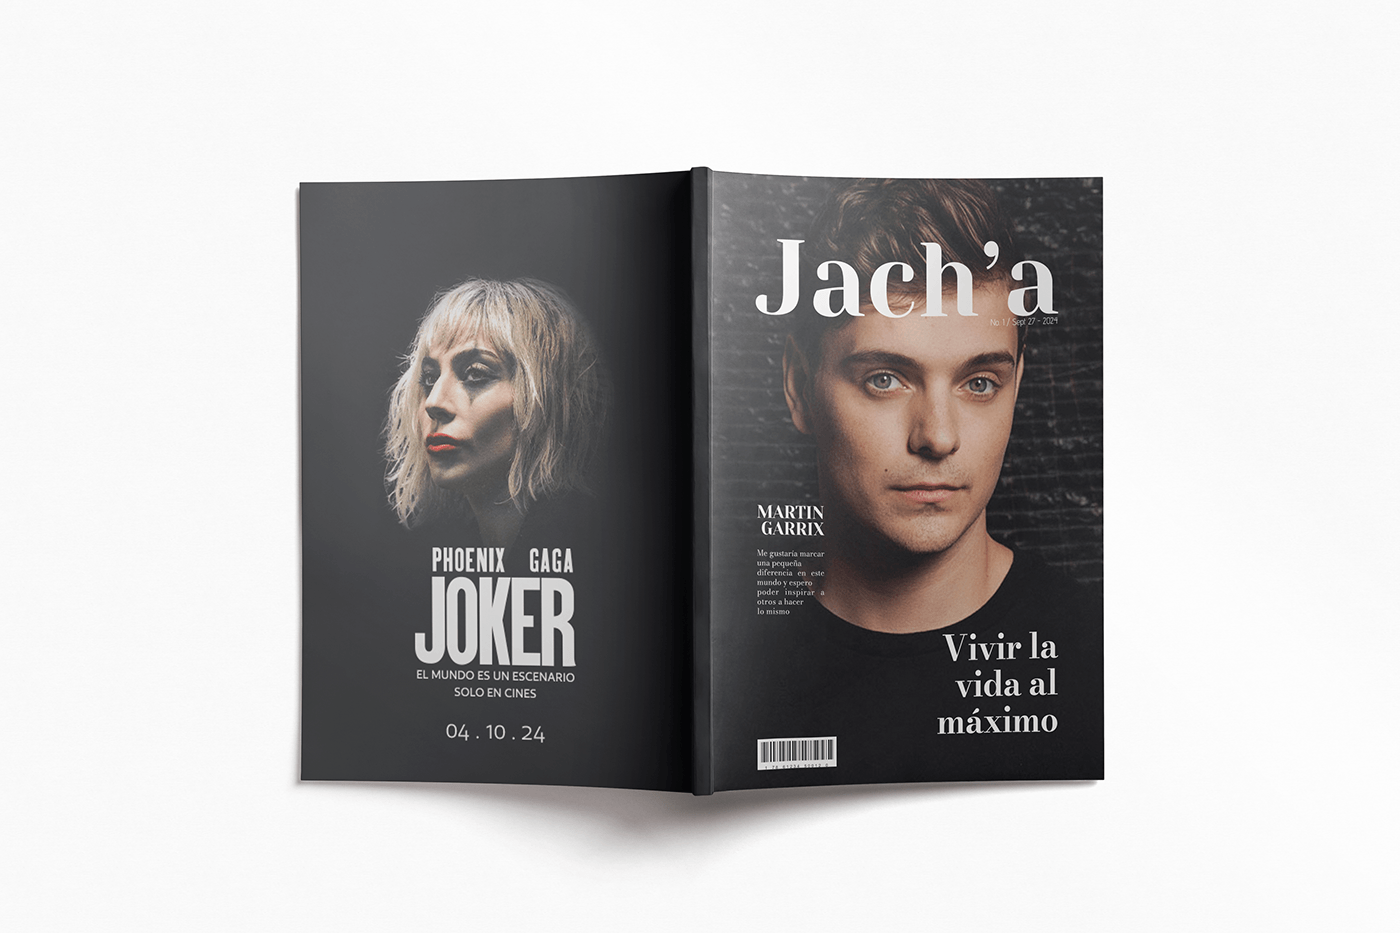 PHOENIX GAGA
JOKER
EL MUNDO ES UN ESCENARIO
SOLO EN CINES
04 . 10 . 24
Jach'a
No 1 / Sept 27 - 2024
MARTIN
GARRIX
Me gustaría marcar
una pequeña
diferencia en este
mundo y espero
poder inspirar a
otros a hacer
lo mismo
Vivir la
vida al
máximo